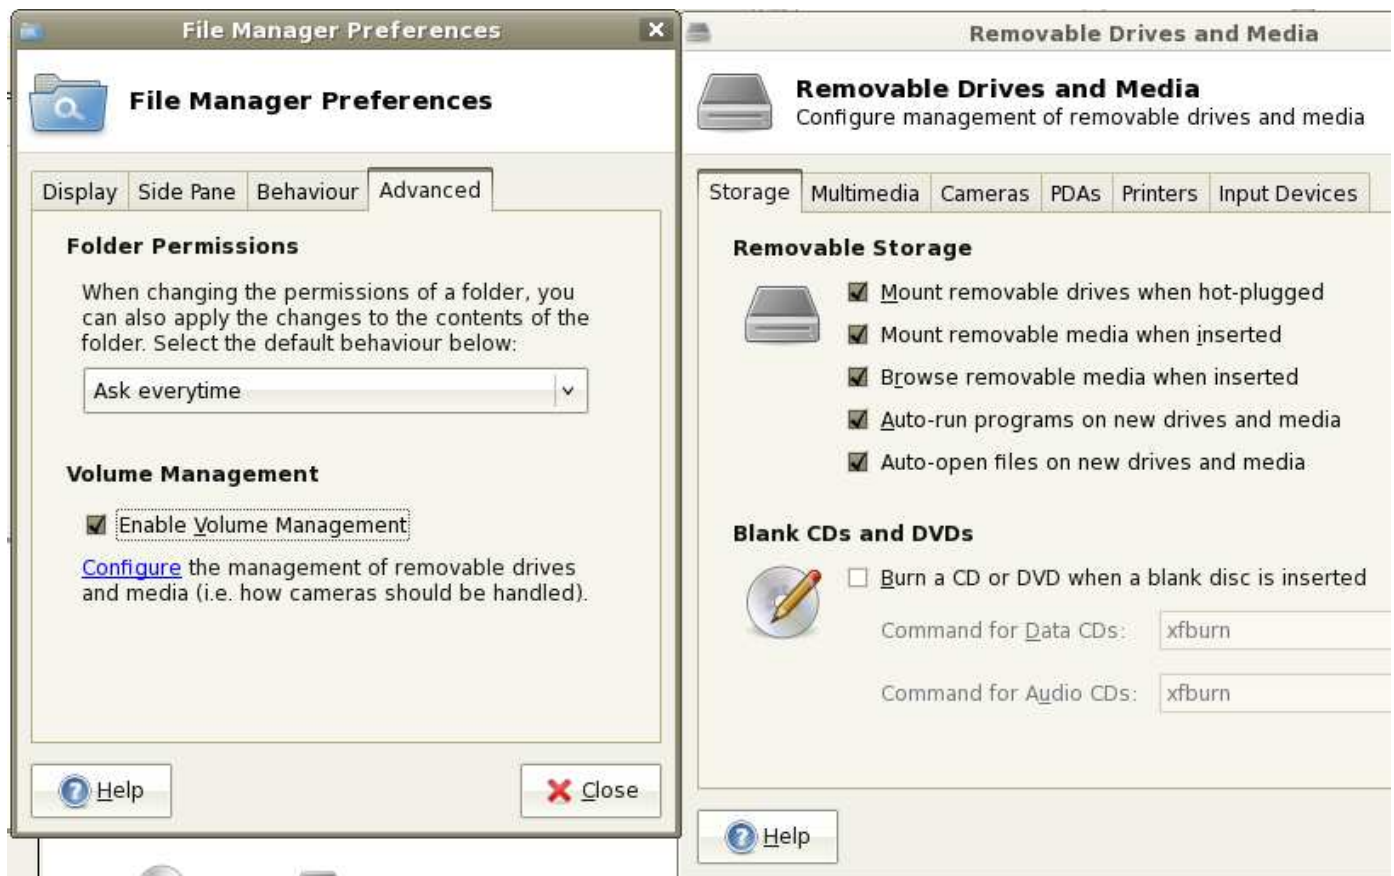 File Manager Preferences
File Manager Preferences
Display Side Pane Behaviour Advanced
Folder Permissions
When changing the permissions of a folder, you
can also apply the changes to the contents of the
folder. Select the default behaviour below:
Ask everytime
Volume Management
Enable Volume Management
Configure the management of removable drives
and media (i.e. how cameras should be handled).
Help Close
Removable Drives and Media
Removable Drives and Media
Configure management of removable drives and media
Storage Multimedia Cameras PDAs Printers Input Devices
Removable Storage
Mount removable drives when hot-plugged
Mount removable media when inserted
Browse removable media when inserted
Auto-run programs on new drives and media
Auto-open files on new drives and media
Blank CDs and DVDs
Burn a CD or DVD when a blank disc is inserted
Command for Data CDs: xfburn
Command for Audio CDs: xfburn
Help